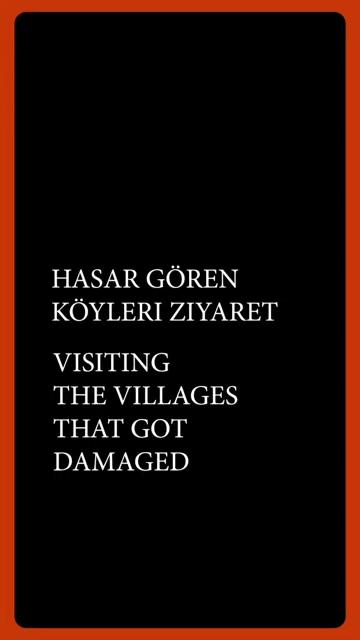 HASAR GÖREN
KÖYLERI ZIYARET
VISITING
THE VILLAGES
THAT GOT
DAMAGED